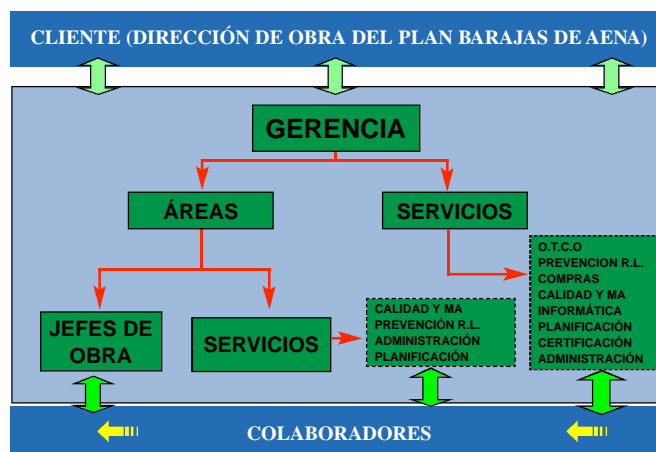 CLIENTE (DIRECCIÓN DE OBRA DEL PLAN BARAJAS DE AENA)
GERENCIA
ÁREAS
SERVICIOS
O.T.C.O
PREVENCION R.L.
COMPRAS
CALIDAD Y MA
INFORMÁTICA
PLANIFICACIÓN
CERTIFICACIÓN
ADMINISTRACIÓN
JEFES DE
OBRA
SERVICIOS
CALIDAD Y MA
PREVENCIÓN R.L.
ADMINISTRACIÓN
PLANIFICACIÓN
COLABORADORES